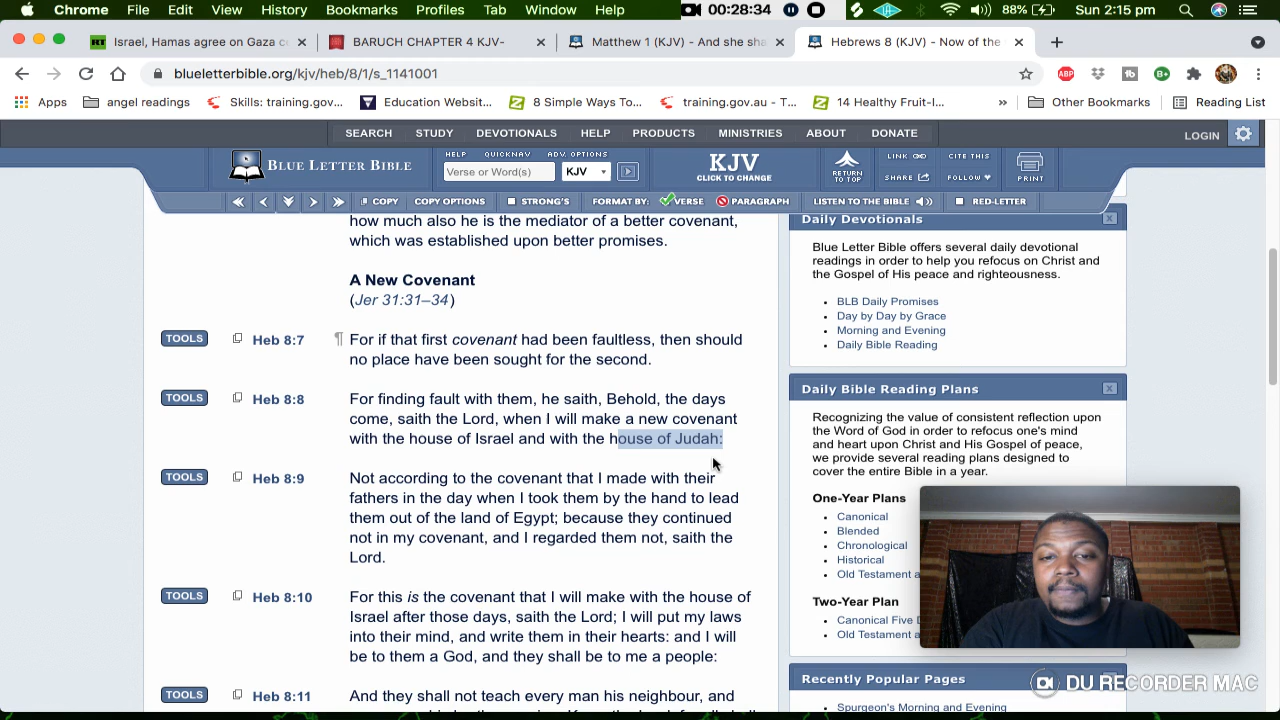 Chrome File Edit View History Bookmarks Profiles Tab Window Help 00:28:34 88% Sun 2:15 pm
Israel, Hamas agree on Gaza ce
BARUCH CHAPTER 4 KJV-
Matthew 1 (KJV) - And she sha
Hebrews 8 (KJV) - Now of the
blueletterbible.org/kjv/heb/8/1/s_1141001
Apps angel readings Skills: training.gov... Education Websit... 8 Simple Ways To... training.gov.au - T... 14 Healthy Fruit-I... » Other Bookmarks Reading List
SEARCH STUDY DEVOTIONALS HELP PRODUCTS MINISTRIES ABOUT DONATE LOGIN
BLUE LETTER BIBLE
HELP QUICKNAV ADV. OPTIONS
Verse or Word(s) KJV
KJV
CLICK TO CHANGE
RETURN
TO TOP
LINK CITE THIS
SHARE FOLLOW
PRINT
COPY COPY OPTIONS STRONG'S FORMAT BY: VERSE PARAGRAPH LISTEN TO THE BIBLE RED-LETTER
how much also he is the mediator of a better covenant,
which was established upon better promises.
A New Covenant
(Jer 31:31–34)
TOOLS Heb 8:7 ¶ For if that first covenant had been faultless, then should
no place have been sought for the second.
TOOLS Heb 8:8 For finding fault with them, he saith, Behold, the days
come, saith the Lord, when I will make a new covenant
with the house of Israel and with the house of Judah:
TOOLS Heb 8:9 Not according to the covenant that I made with their
fathers in the day when I took them by the hand to lead
them out of the land of Egypt; because they continued
not in my covenant, and I regarded them not, saith the
Lord.
TOOLS Heb 8:10 For this is the covenant that I will make with the house of
Israel after those days, saith the Lord; I will put my laws
into their mind, and write them in their hearts: and I will
be to them a God, and they shall be to me a people:
TOOLS Heb 8:11 And they shall not teach every man his neighbour, and
Daily Devotionals
Blue Letter Bible offers several daily devotional
readings in order to help you refocus on Christ and
the Gospel of His peace and righteousness.
• BLB Daily Promises
• Day by Day by Grace
• Morning and Evening
• Daily Bible Reading
Daily Bible Reading Plans
Recognizing the value of consistent reflection upon
the Word of God in order to refocus one's mind
and heart upon Christ and His Gospel of peace,
we provide several reading plans designed to
cover the entire Bible in a year.
One-Year Plans
• Canonical
• Blended
• Chronological
• Historical
• Old Testament a
Two-Year Plan
• Canonical Five D
• Old Testament a
Recently Popular Pages
Spurgeon's Morning and Evening
DU RECORDER MAC